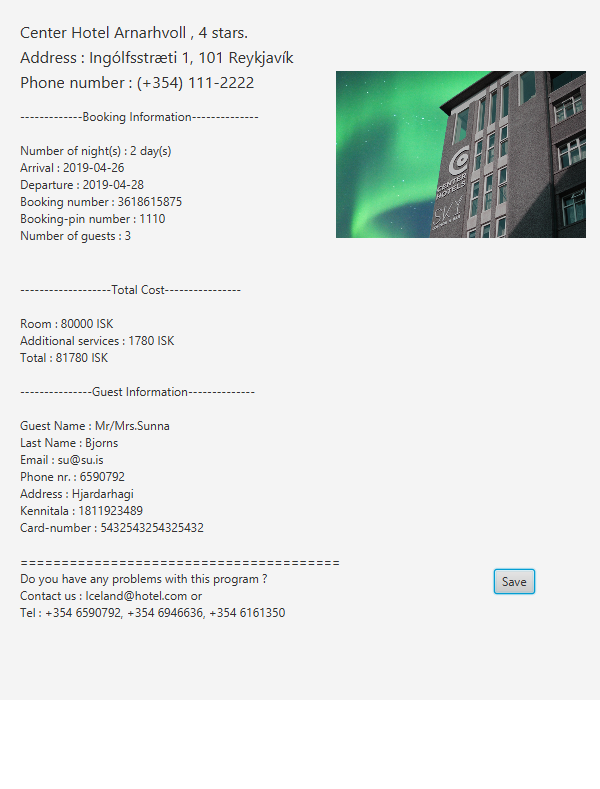 Center Hotel Arnarhvoll , 4 stars.
Address : Ingólfsstræti 1, 101 Reykjavík
Phone number : (+354) 111-2222
-------------Booking Information--------------
Number of night(s) : 2 day(s)
Arrival : 2019-04-26
Departure : 2019-04-28
Booking number : 3618615875
Booking-pin number : 1110
Number of guests : 3
CENTER
HOTELS
SKY
-------------------Total Cost----------------
Room : 80000 ISK
Additional services : 1780 ISK
Total : 81780 ISK
---------------Guest Information--------------
Guest Name : Mr/Mrs.Sunna
Last Name : Bjorns
Email : su@su.is
Phone nr. : 6590792
Address : Hjardarhagi
Kennitala : 1811923489
Card-number : 5432543254325432
=======================================
Do you have any problems with this program ?
Contact us : Iceland@hotel.com or
Tel : +354 6590792, +354 6946636, +354 6161350
Save